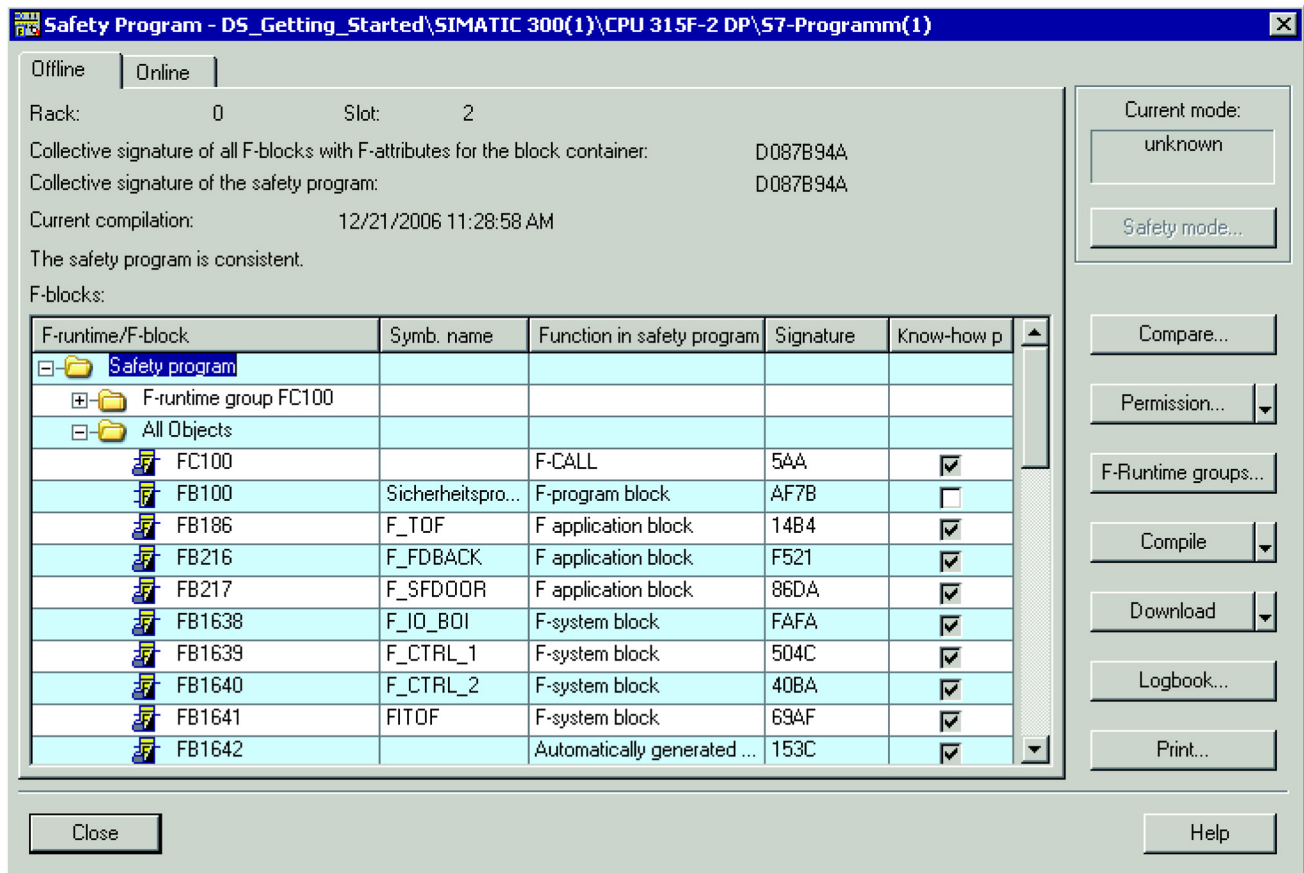 Safety Program - DS_Getting_Started\SIMATIC 300(1)\CPU 315F-2 DP\S7-Programm(1)
Offline Online
Rack: 0 Slot: 2
Collective signature of all F-blocks with F-attributes for the block container: D087B94A
Collective signature of the safety program: D087B94A
Current compilation: 12/21/2006 11:28:58 AM
The safety program is consistent.
F-blocks:
F-runtime/F-block Symb. name Function in safety program Signature Know-how p
Safety program
F-runtime group FC100
All Objects
FC100 F-CALL 5AA
FB100 Sicherheitspro... F-program block AF7B
FB186 F_TOF F application block 14B4
FB216 F_FDBACK F application block F521
FB217 F_SFDOOR F application block 86DA
FB1638 F_IO_BOI F-system block FAFA
FB1639 F_CTRL_1 F-system block 504C
FB1640 F_CTRL_2 F-system block 40BA
FB1641 FITOF F-system block 69AF
FB1642 Automatically generated ... 153C
Current mode:
unknown
Safety mode...
Compare...
Permission...
F-Runtime groups...
Compile
Download
Logbook...
Print...
Close
Help